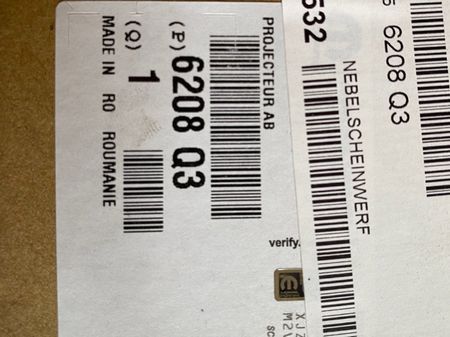 PROJECTEUR AB
(P) 6208 Q3
(Q) 1
MADE IN RO ROUMANIE
verify.
6208 Q3
532
NEBELSCHEINWERF